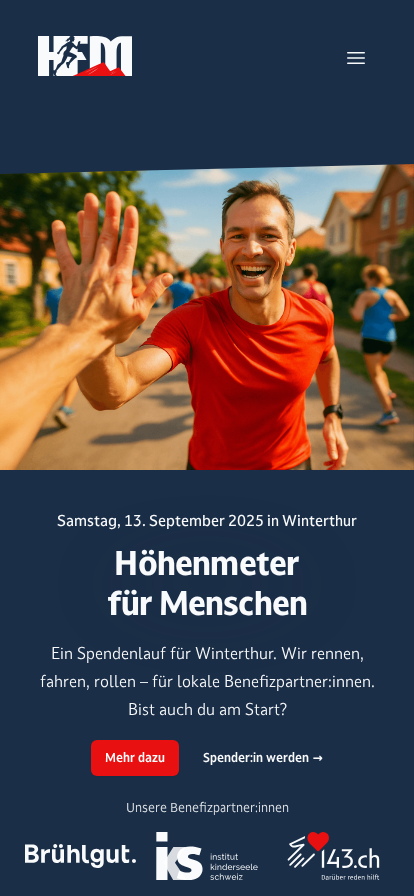 HFM
Samstag, 13. September 2025 in Winterthur
Höhenmeter
für Menschen
Ein Spendenlauf für Winterthur. Wir rennen,
fahren, rollen – für lokale Benefizpartner:innen.
Bist auch du am Start?
Mehr dazu
Spender:in werden →
Unsere Benefizpartner:innen
Brühlgut.
iks
institut
kinderseele
schweiz
143.ch
Darüber reden hilft